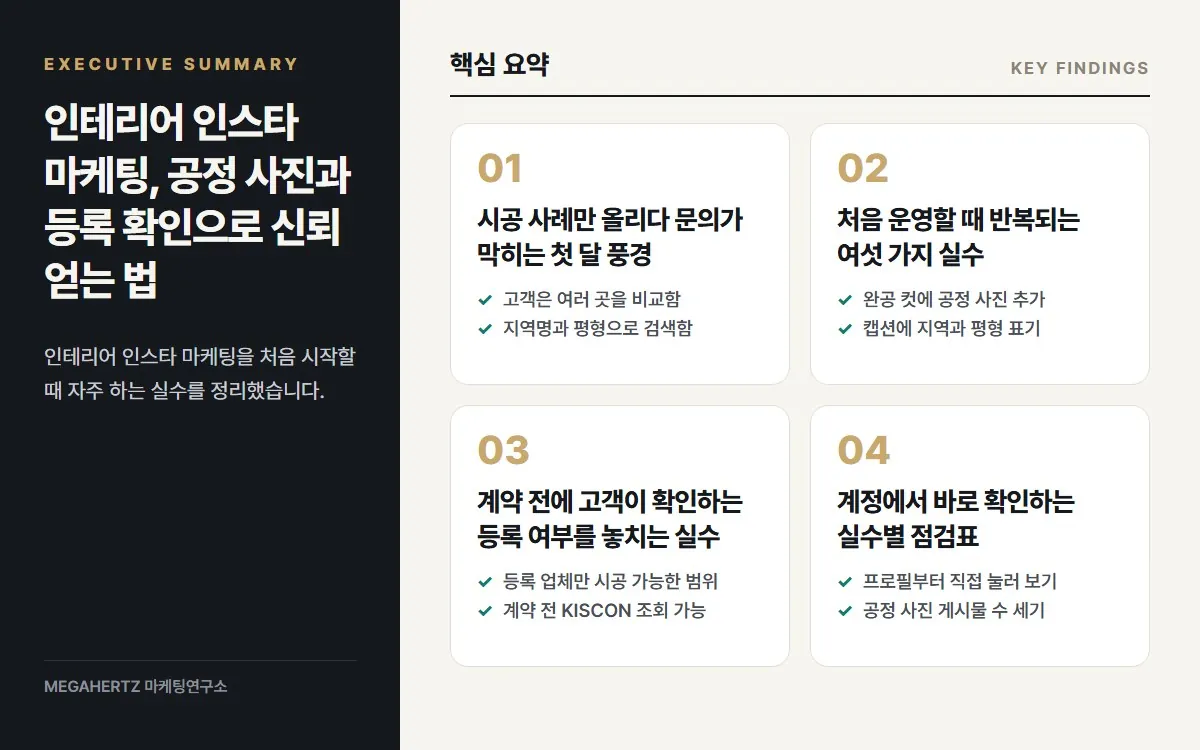 EXECUTIVE SUMMARY
인테리어 인스타
마케팅, 공정 사진과
등록 확인으로 신뢰
얻는 법
인테리어 인스타 마케팅을 처음 시작할
때 자주 하는 실수를 정리했습니다.
MEGAHERTZ 마케팅연구소
핵심 요약
KEY FINDINGS
01
시공 사례만 올리다 문의가
막히는 첫 달 풍경
고객은 여러 곳을 비교함
지역명과 평형으로 검색함
02
처음 운영할 때 반복되는
여섯 가지 실수
완공 컷에 공정 사진 추가
캡션에 지역과 평형 표기
03
계약 전에 고객이 확인하는
등록 여부를 놓치는 실수
등록 업체만 시공 가능한 범위
계약 전 KISCON 조회 가능
04
계정에서 바로 확인하는
실수별 점검표
프로필부터 직접 눌러 보기
공정 사진 게시물 수 세기